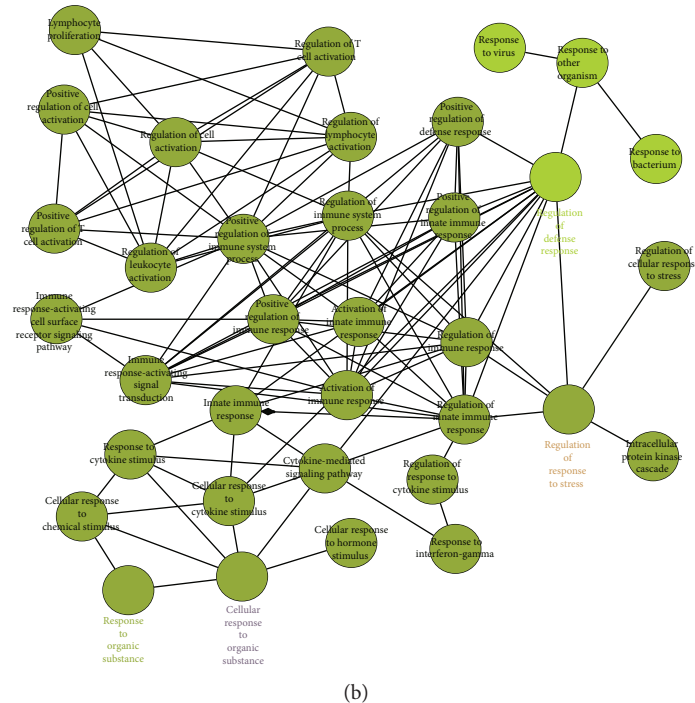 Lymphocyte
proliferation
Regulation of T
cell activation
Response
to virus
Response to
other
organism
Positive
regulation of cell
activation
Regulation of cell
activation
Regulation of
lymphocyte
activation
Positive
regulation of
defense response
Response to
bacterium
Positive
regulation of T
cell activation
Regulation of
leukocyte
activation
Positive
regulation of
immune system
process
Regulation of
immune system
process
Positive
regulation of
innate immune
response
Regulation
of
defense
response
Regulation of
cellular respons
to stress
Immune
response-activating
cell surface
receptor signaling
pathway
Positive
regulation of
immune response
Activation of
innate immune
response
Regulation of
immune response
Immune
response-activating
signal
transduction
Innate immune
response
Activation of
immune response
Regulation of
innate immune
response
Regulation
of
response
to stress
Intracellular
protein kinase
cascade
Response to
cytokine stimulus
Cytokine-mediated
signaling pathway
Regulation of
response to
cytokine stimulus
Cellular response
to
chemical stimulus
Cellular response
to
cytokine stimulus
Cellular response
to hormone
stimulus
Response to
interferon-gamma
Response
to
organic
substance
Cellular
response
to
organic
substance
(b)